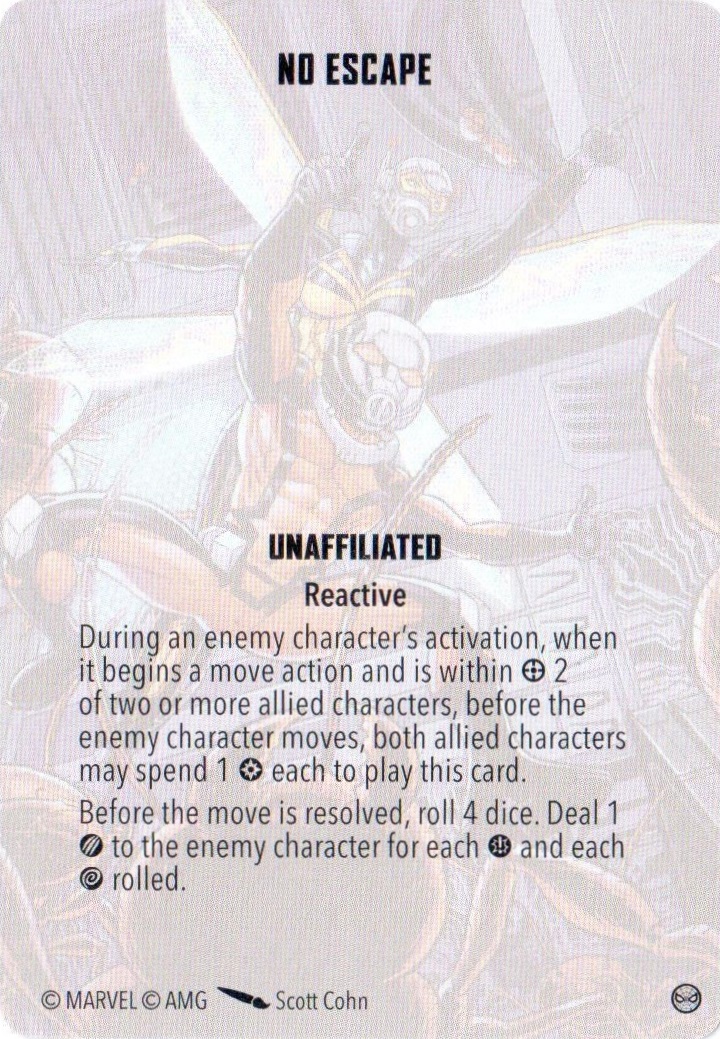 NO ESCAPE
UNAFFILIATED
Reactive
During an enemy character's activation, when
it begins a move action and is within 2
of two or more allied characters, before the
enemy character moves, both allied characters
may spend 1 each to play this card.
Before the move is resolved, roll 4 dice. Deal 1
to the enemy character for each and each
rolled.
© MARVEL © AMG Scott Cohn